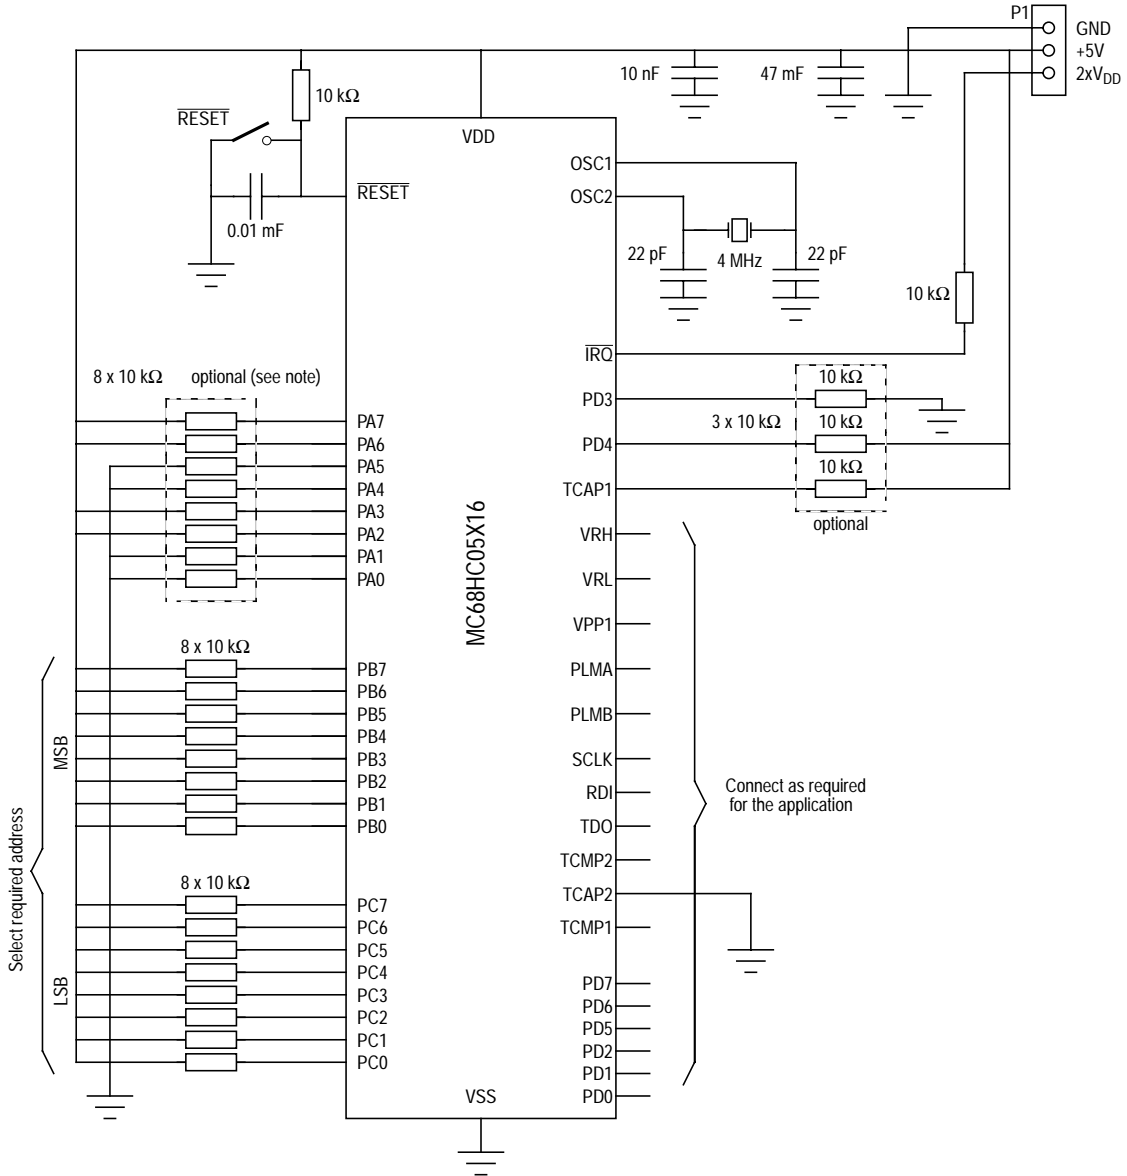 P1
GND
+5V
2xVDD
10 nF
47 mF
10 kΩ
RESET
VDD
OSC1
RESET
OSC2
0.01 mF
22 pF
4 MHz
22 pF
10 kΩ
IRQ
8 x 10 kΩ
optional (see note)
10 kΩ
PD3
3 x 10 kΩ
10 kΩ
PD4
10 kΩ
TCAP1
optional
PA7
PA6
PA5
PA4
PA3
PA2
PA1
PA0
MC68HC05X16
VRH
VRL
VPP1
PLMA
PLMB
SCLK
RDI
TDO
TCMP2
TCAP2
TCMP1
PD7
PD6
PD5
PD2
PD1
PD0
Connect as required
for the application
8 x 10 kΩ
PB7
PB6
PB5
PB4
PB3
PB2
PB1
PB0
MSB
Select required address
LSB
8 x 10 kΩ
PC7
PC6
PC5
PC4
PC3
PC2
PC1
PC0
VSS